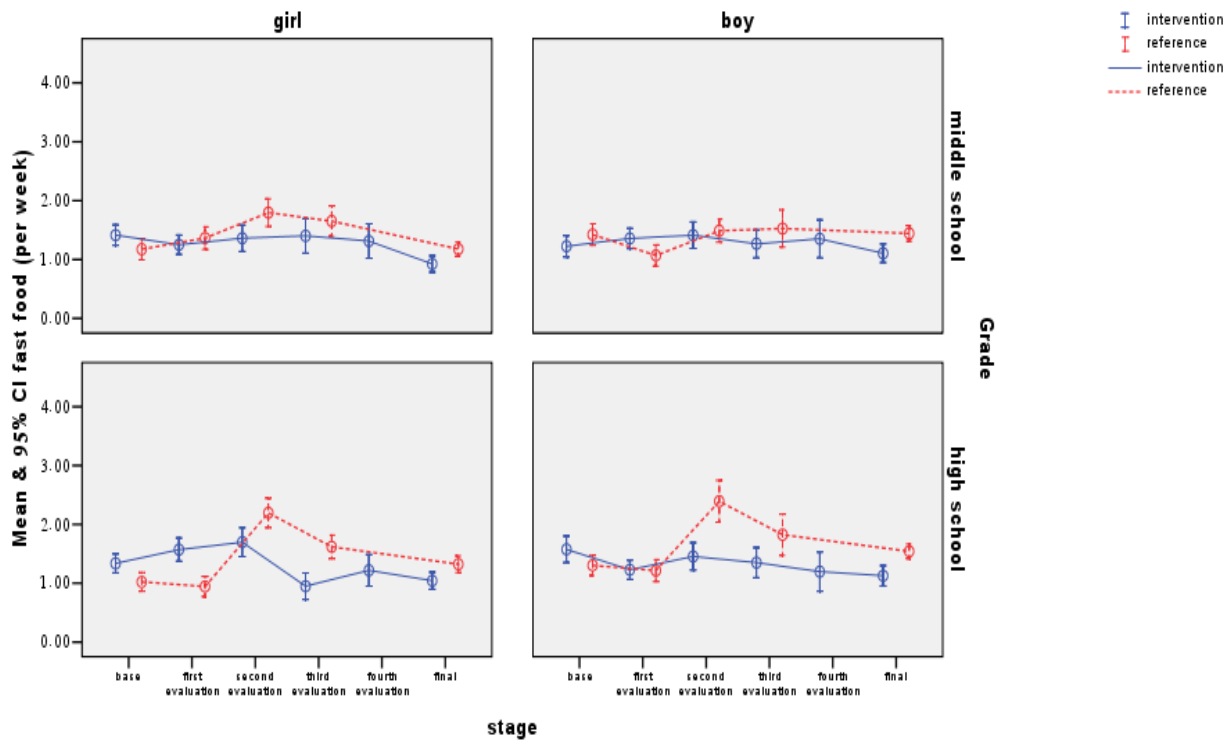 girl
boy
intervention
reference
intervention
reference
Mean & 95% CI fast food (per week)
4.00
3.00
2.00
1.00
0.00
middle school
4.00
3.00
2.00
1.00
0.00
high school
Grade
base
first
evaluation
second
evaluation
third
evaluation
fourth
evaluation
final
base
first
evaluation
second
evaluation
third
evaluation
fourth
evaluation
final
stage